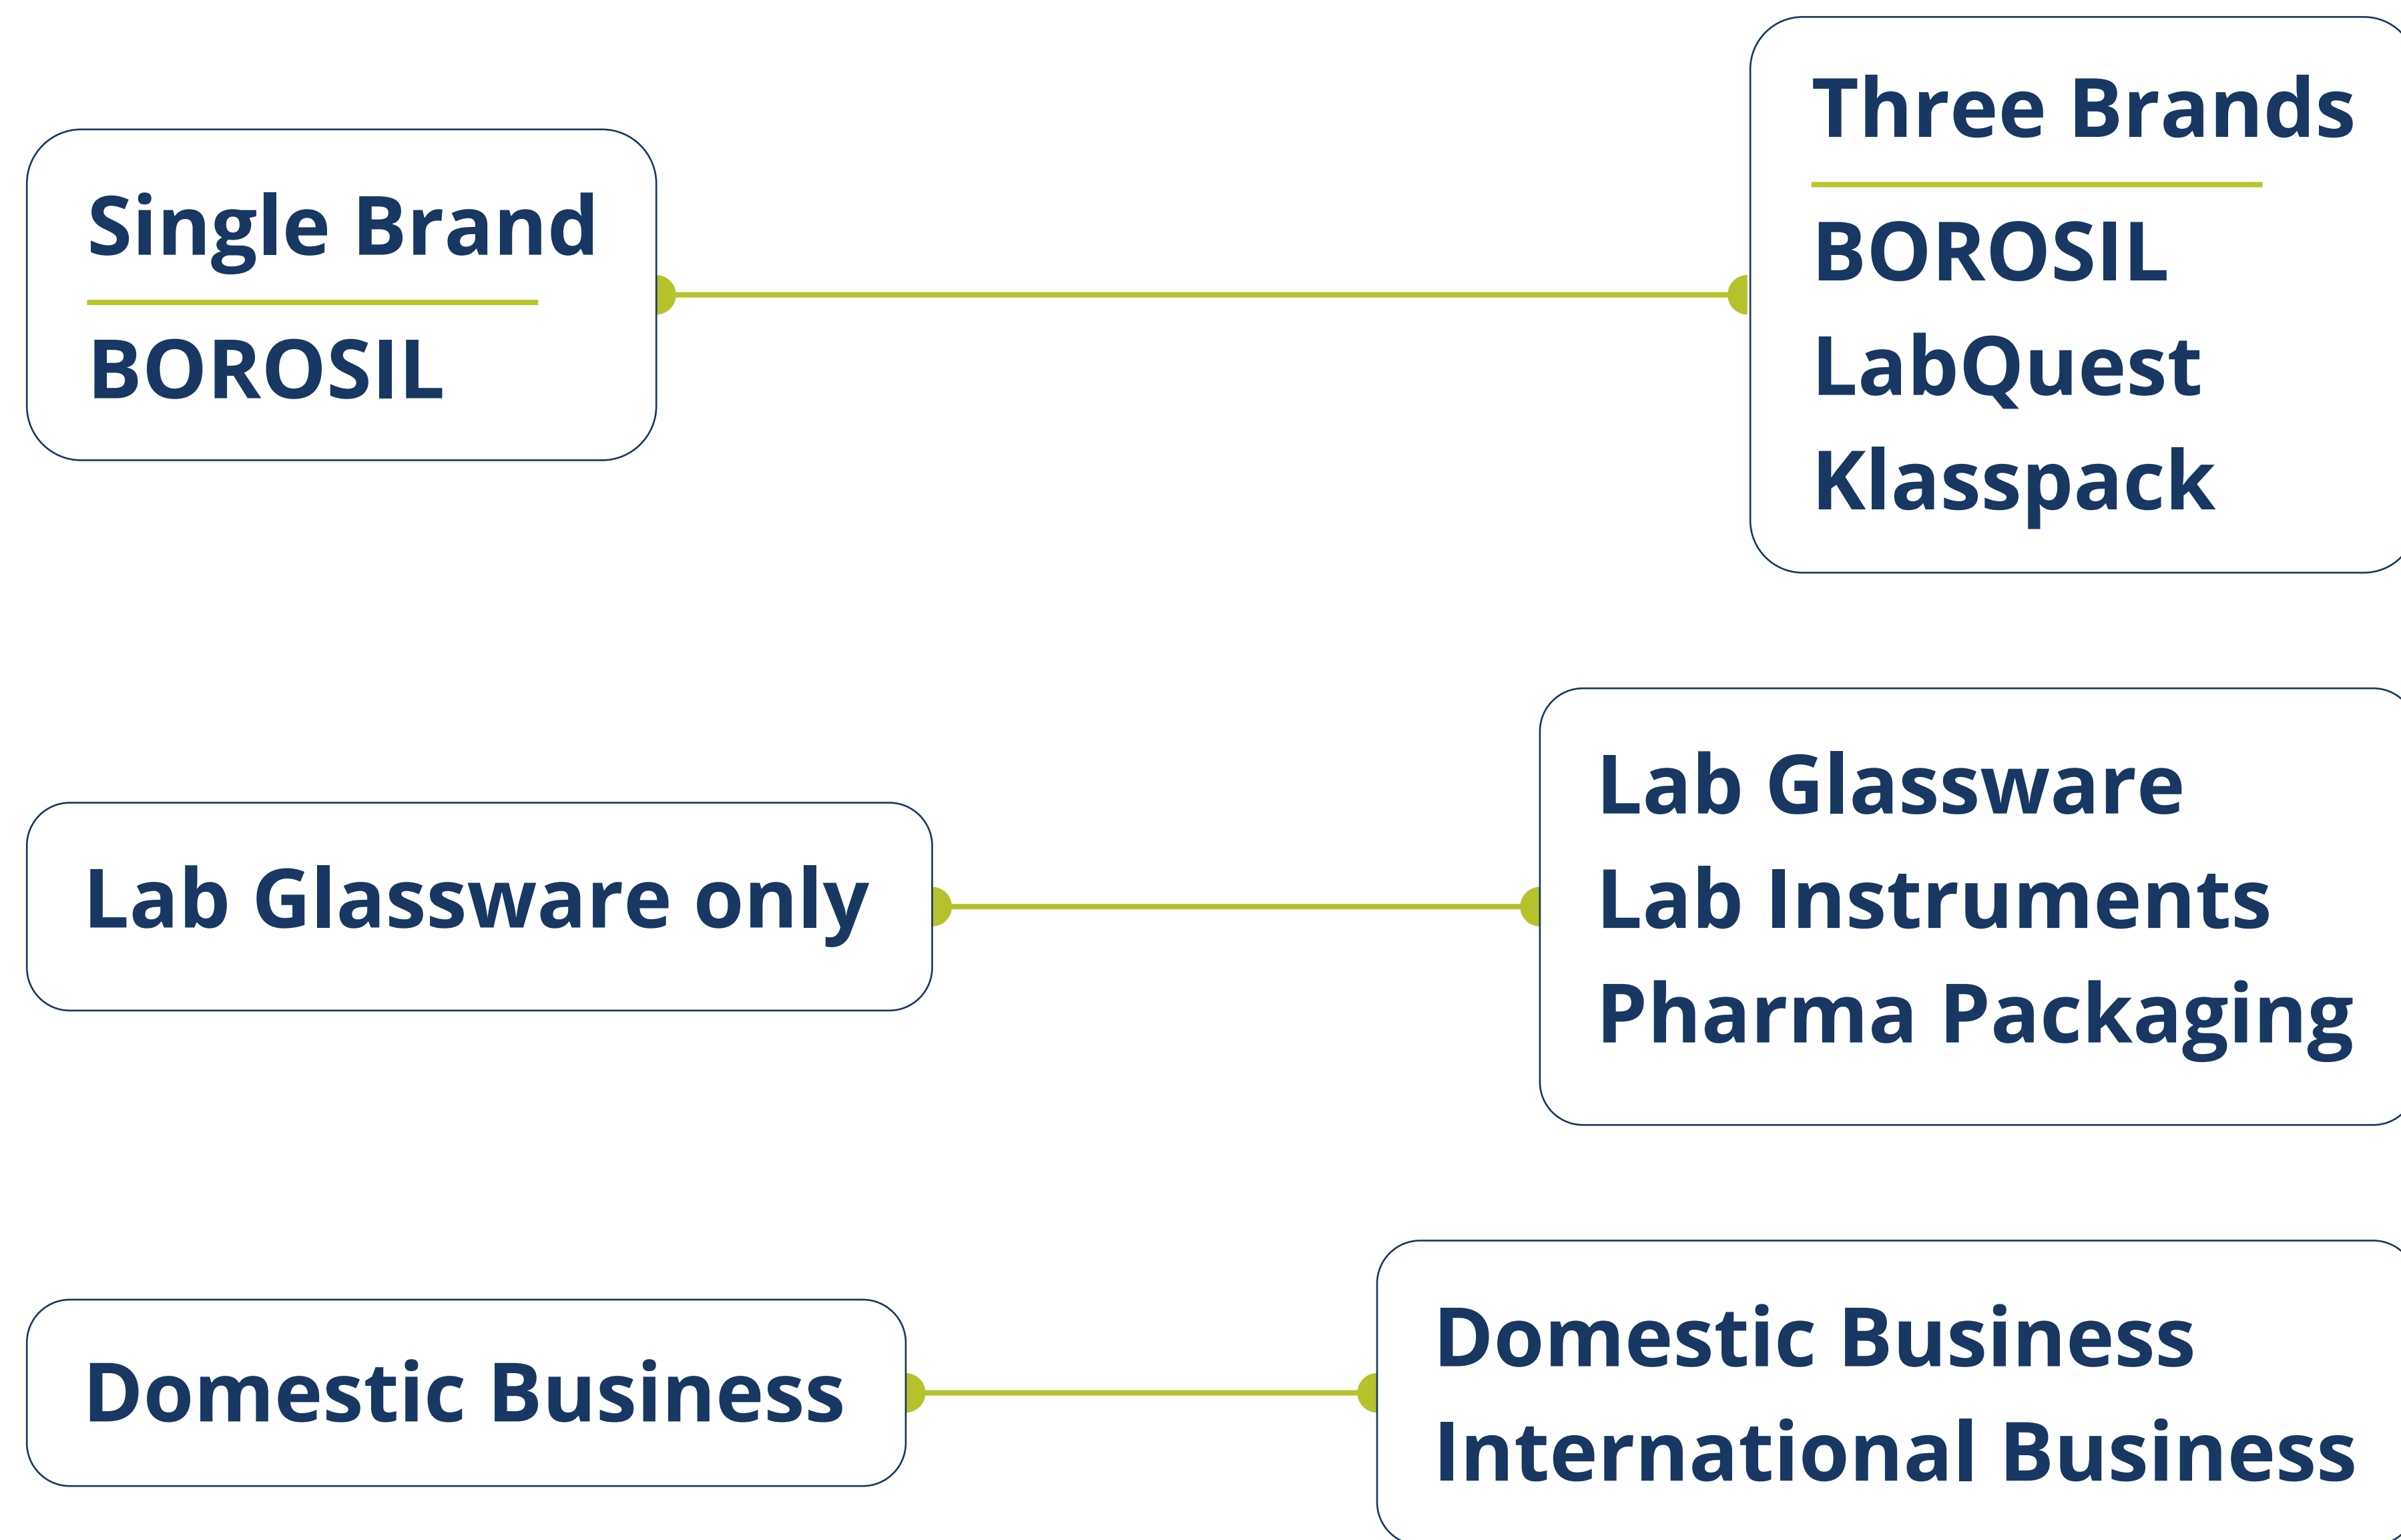 Single Brand
BOROSIL
Three Brands
BOROSIL
LabQuest
Klasspack
Lab Glassware only
Lab Glassware
Lab Instruments
Pharma Packaging
Domestic Business
Domestic Business
International Business